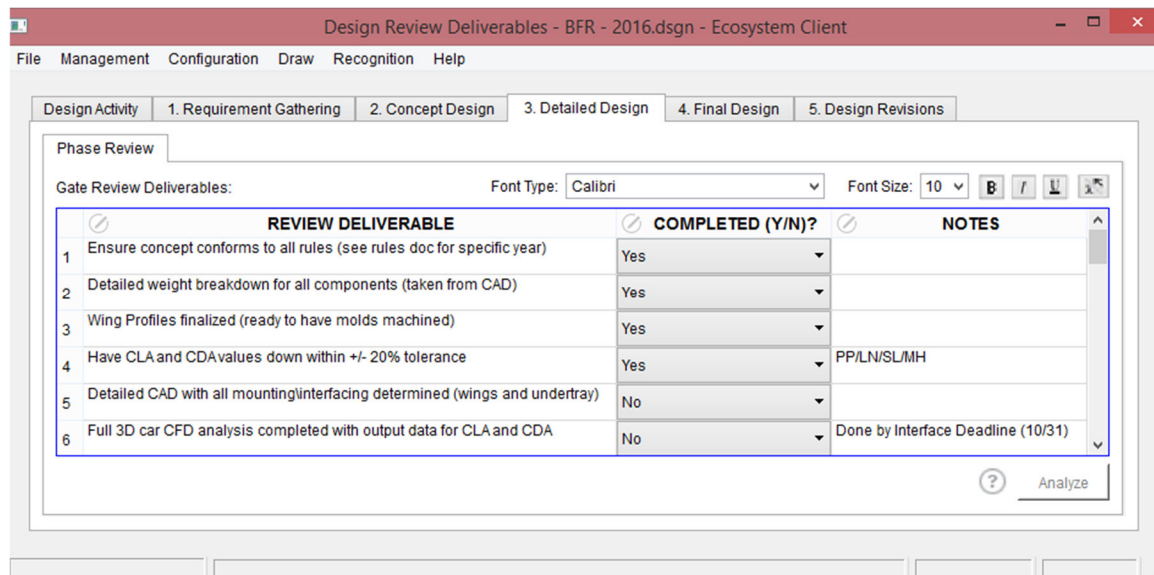 Design Review Deliverables - BFR - 2016.dsgn - Ecosystem Client
File Management Configuration Draw Recognition Help
Design Activity 1. Requirement Gathering 2. Concept Design 3. Detailed Design 4. Final Design 5. Design Revisions
Phase Review
Gate Review Deliverables: Font Type: Calibri Font Size: 10 B I U
REVIEW DELIVERABLE COMPLETED (Y/N)? NOTES
1 Ensure concept conforms to all rules (see rules doc for specific year) Yes
2 Detailed weight breakdown for all components (taken from CAD) Yes
3 Wing Profiles finalized (ready to have molds machined) Yes
4 Have CLA and CDA values down within +/- 20% tolerance Yes PP/LN/SL/MH
5 Detailed CAD with all mounting\interfacing determined (wings and undertray) No
6 Full 3D car CFD analysis completed with output data for CLA and CDA No Done by Interface Deadline (10/31)
? Analyze